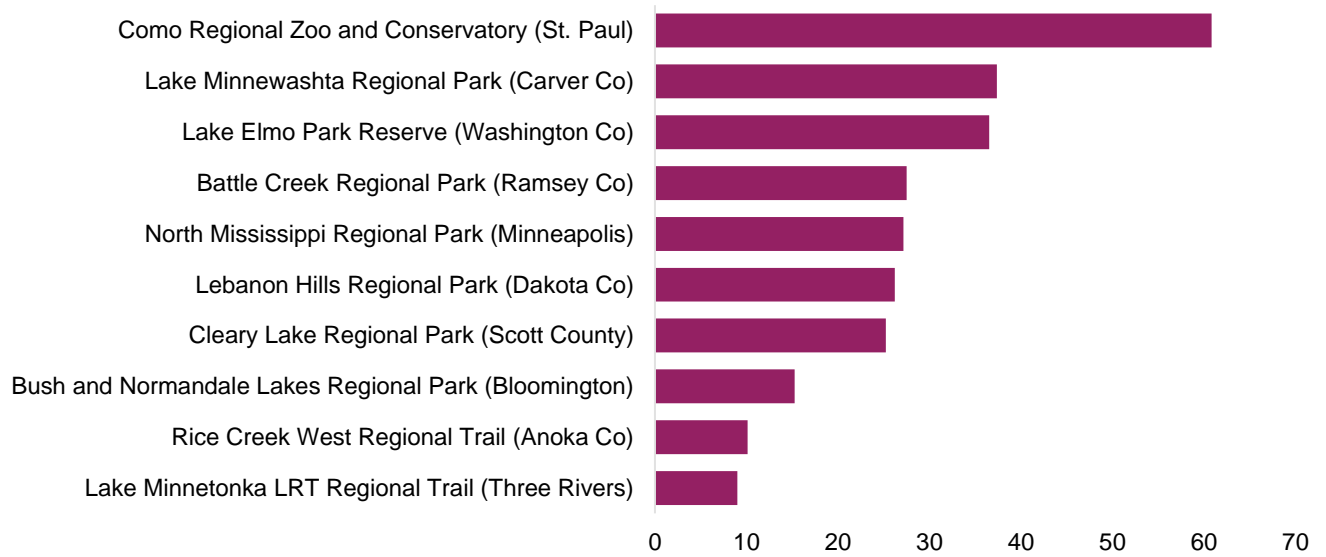 Como Regional Zoo and Conservatory (St. Paul)
Lake Minnewashta Regional Park (Carver Co)
Lake Elmo Park Reserve (Washington Co)
Battle Creek Regional Park (Ramsey Co)
North Mississippi Regional Park (Minneapolis)
Lebanon Hills Regional Park (Dakota Co)
Cleary Lake Regional Park (Scott County)
Bush and Normandale Lakes Regional Park (Bloomington)
Rice Creek West Regional Trail (Anoka Co)
Lake Minnetonka LRT Regional Trail (Three Rivers)
0 10 20 30 40 50 60 70